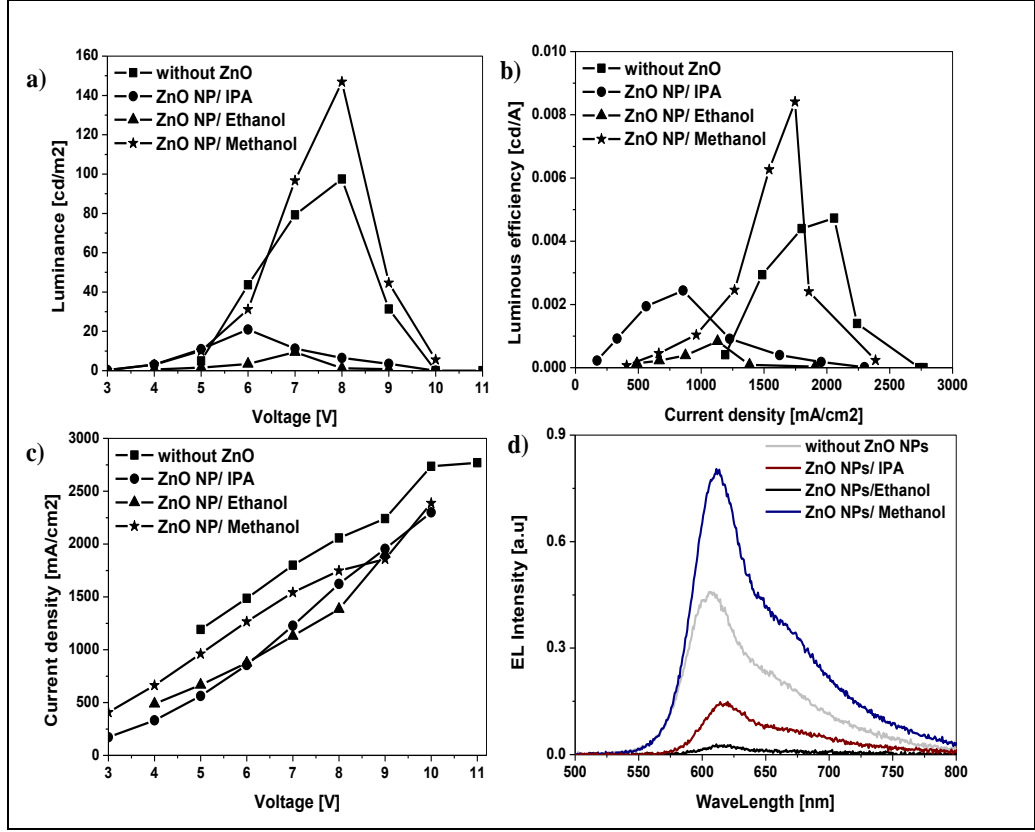 a)
160
140
120
100
80
60
40
20
0
Luminance [cd/m2]
without ZnO
ZnO NP/ IPA
ZnO NP/ Ethanol
ZnO NP/ Methanol
3 4 5 6 7 8 9 10 11
Voltage [V]
b)
0.010
0.008
0.006
0.004
0.002
0.000
Luminous efficiency [cd/A]
without ZnO
ZnO NP/ IPA
ZnO NP/ Ethanol
ZnO NP/ Methanol
0 500 1000 1500 2000 2500 3000
Current density [mA/cm2]
c)
3000
2500
2000
1500
1000
500
0
Current density [mA/cm2]
without ZnO
ZnO NP/ IPA
ZnO NP/ Ethanol
ZnO NP/ Methanol
3 4 5 6 7 8 9 10 11
Voltage [V]
d)
0.9
0.6
0.3
0.0
EL Intensity [a.u]
without ZnO NPs
ZnO NPs/ IPA
ZnO NPs/Ethanol
ZnO NPs/ Methanol
500 550 600 650 700 750 800
WaveLength [nm]